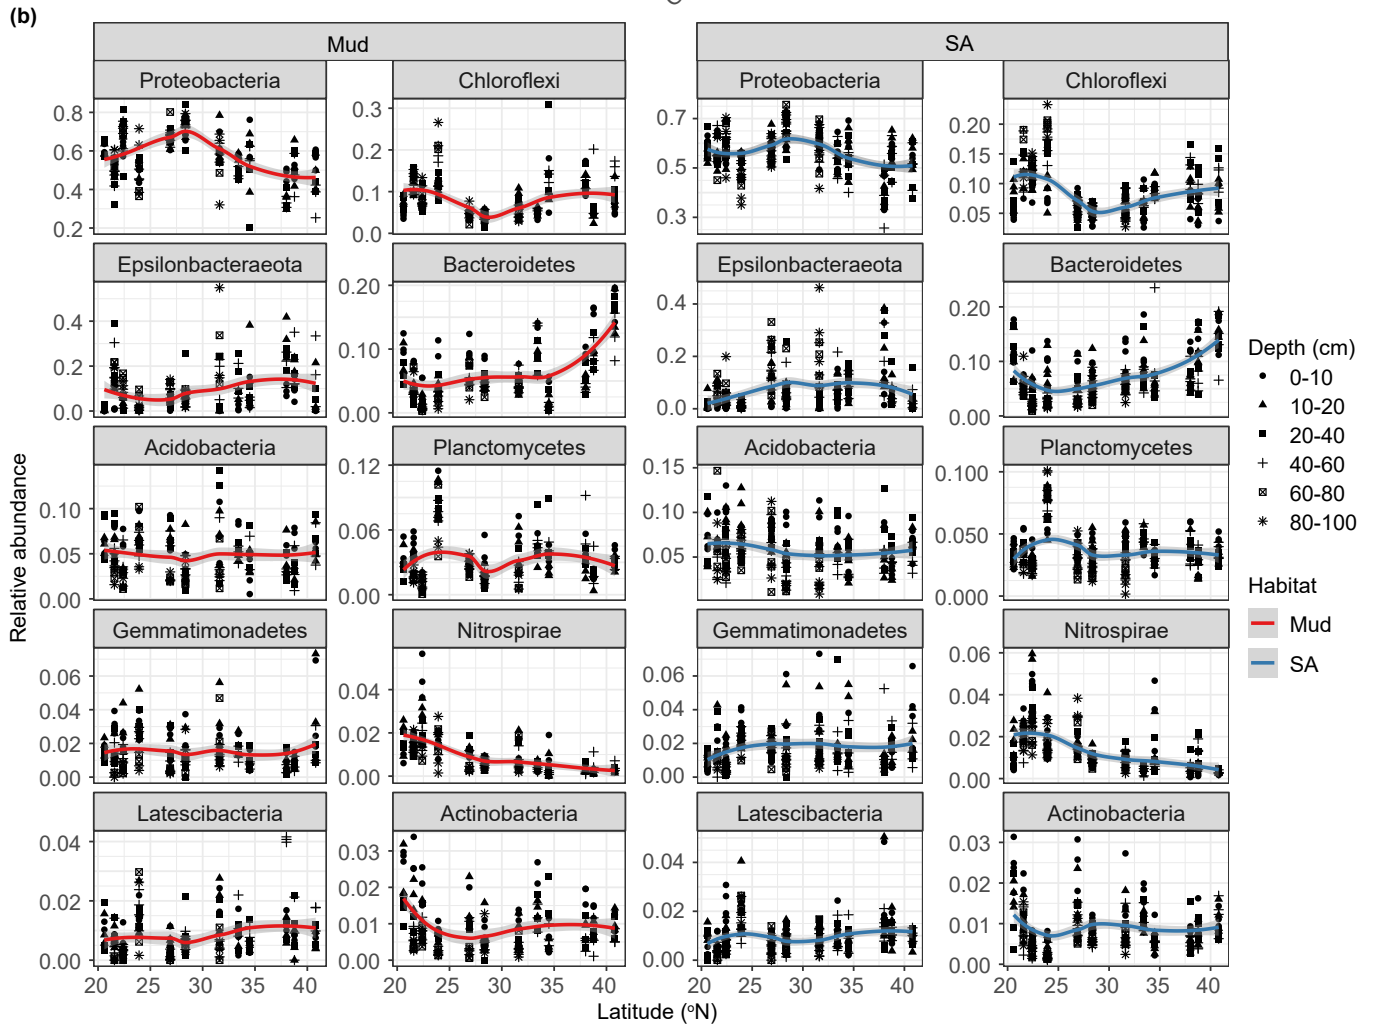 (b)
Mud
SA
Proteobacteria
Chloroflexi
Proteobacteria
Chloroflexi
0.8
0.6
0.4
0.2
0.3
0.2
0.1
0.0
0.7
0.5
0.3
0.20
0.15
0.10
0.05
Epsilonbacteraeota
Bacteroidetes
Epsilonbacteraeota
Bacteroidetes
0.4
0.2
0.0
0.20
0.10
0.00
0.4
0.2
0.0
0.20
0.10
0.00
Acidobacteria
Planctomycetes
Acidobacteria
Planctomycetes
0.10
0.05
0.00
0.12
0.06
0.00
0.15
0.10
0.05
0.100
0.050
0.000
Gemmatimonadetes
Nitrospirae
Gemmatimonadetes
Nitrospirae
0.06
0.04
0.02
0.00
0.04
0.02
0.00
0.06
0.04
0.02
0.00
0.06
0.04
0.02
0.00
Latescibacteria
Actinobacteria
Latescibacteria
Actinobacteria
0.04
0.02
0.00
0.03
0.02
0.01
0.00
0.04
0.02
0.00
0.03
0.02
0.01
0.00
20 25 30 35 40
20 25 30 35 40
20 25 30 35 40
20 25 30 35 40
Latitude (°N)
Relative abundance
Depth (cm)
0-10
10-20
20-40
40-60
60-80
80-100
Habitat
Mud
SA